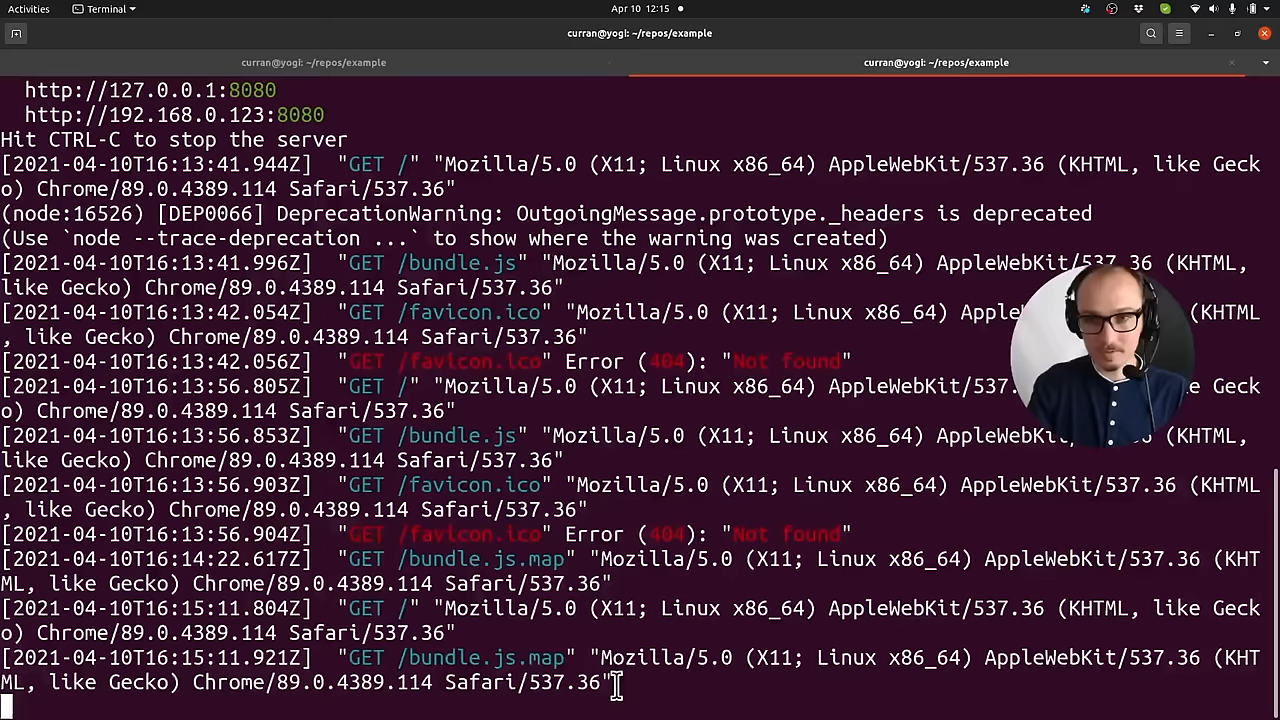 Activities Terminal Apr 10 12:15
curran@yogi: ~/repos/example
curran@yogi: ~/repos/example curran@yogi: ~/repos/example
http://127.0.0.1:8080
http://192.168.0.123:8080
Hit CTRL-C to stop the server
[2021-04-10T16:13:41.944Z]  "GET /" "Mozilla/5.0 (X11; Linux x86_64) AppleWebKit/537.36 (KHTML, like Geck
o) Chrome/89.0.4389.114 Safari/537.36"
(node:16526) [DEP0066] DeprecationWarning: OutgoingMessage.prototype._headers is deprecated
(Use `node --trace-deprecation ...` to show where the warning was created)
[2021-04-10T16:13:41.996Z]  "GET /bundle.js" "Mozilla/5.0 (X11; Linux x86_64) AppleWebKit/537.36 (KHTML,
like Gecko) Chrome/89.0.4389.114 Safari/537.36"
[2021-04-10T16:13:42.054Z]  "GET /favicon.ico" "Mozilla/5.0 (X11; Linux x86_64) AppleW (KHTML
, like Gecko) Chrome/89.0.4389.114 Safari/537.36"
[2021-04-10T16:13:42.056Z]  "GET /favicon.ico" Error (404): "Not found"
[2021-04-10T16:13:56.805Z]  "GET /" "Mozilla/5.0 (X11; Linux x86_64) AppleWebKit/537. ke Geck
o) Chrome/89.0.4389.114 Safari/537.36"
[2021-04-10T16:13:56.853Z]  "GET /bundle.js" "Mozilla/5.0 (X11; Linux x86_64) AppleWebKit/537.36 (KHTML,
like Gecko) Chrome/89.0.4389.114 Safari/537.36"
[2021-04-10T16:13:56.903Z]  "GET /favicon.ico" "Mozilla/5.0 (X11; Linux x86_64) AppleWebKit/537.36 (KHTML
, like Gecko) Chrome/89.0.4389.114 Safari/537.36"
[2021-04-10T16:13:56.904Z]  "GET /favicon.ico" Error (404): "Not found"
[2021-04-10T16:14:22.617Z]  "GET /bundle.js.map" "Mozilla/5.0 (X11; Linux x86_64) AppleWebKit/537.36 (KHT
ML, like Gecko) Chrome/89.0.4389.114 Safari/537.36"
[2021-04-10T16:15:11.804Z]  "GET /" "Mozilla/5.0 (X11; Linux x86_64) AppleWebKit/537.36 (KHTML, like Geck
o) Chrome/89.0.4389.114 Safari/537.36"
[2021-04-10T16:15:11.921Z]  "GET /bundle.js.map" "Mozilla/5.0 (X11; Linux x86_64) AppleWebKit/537.36 (KHT
ML, like Gecko) Chrome/89.0.4389.114 Safari/537.36"